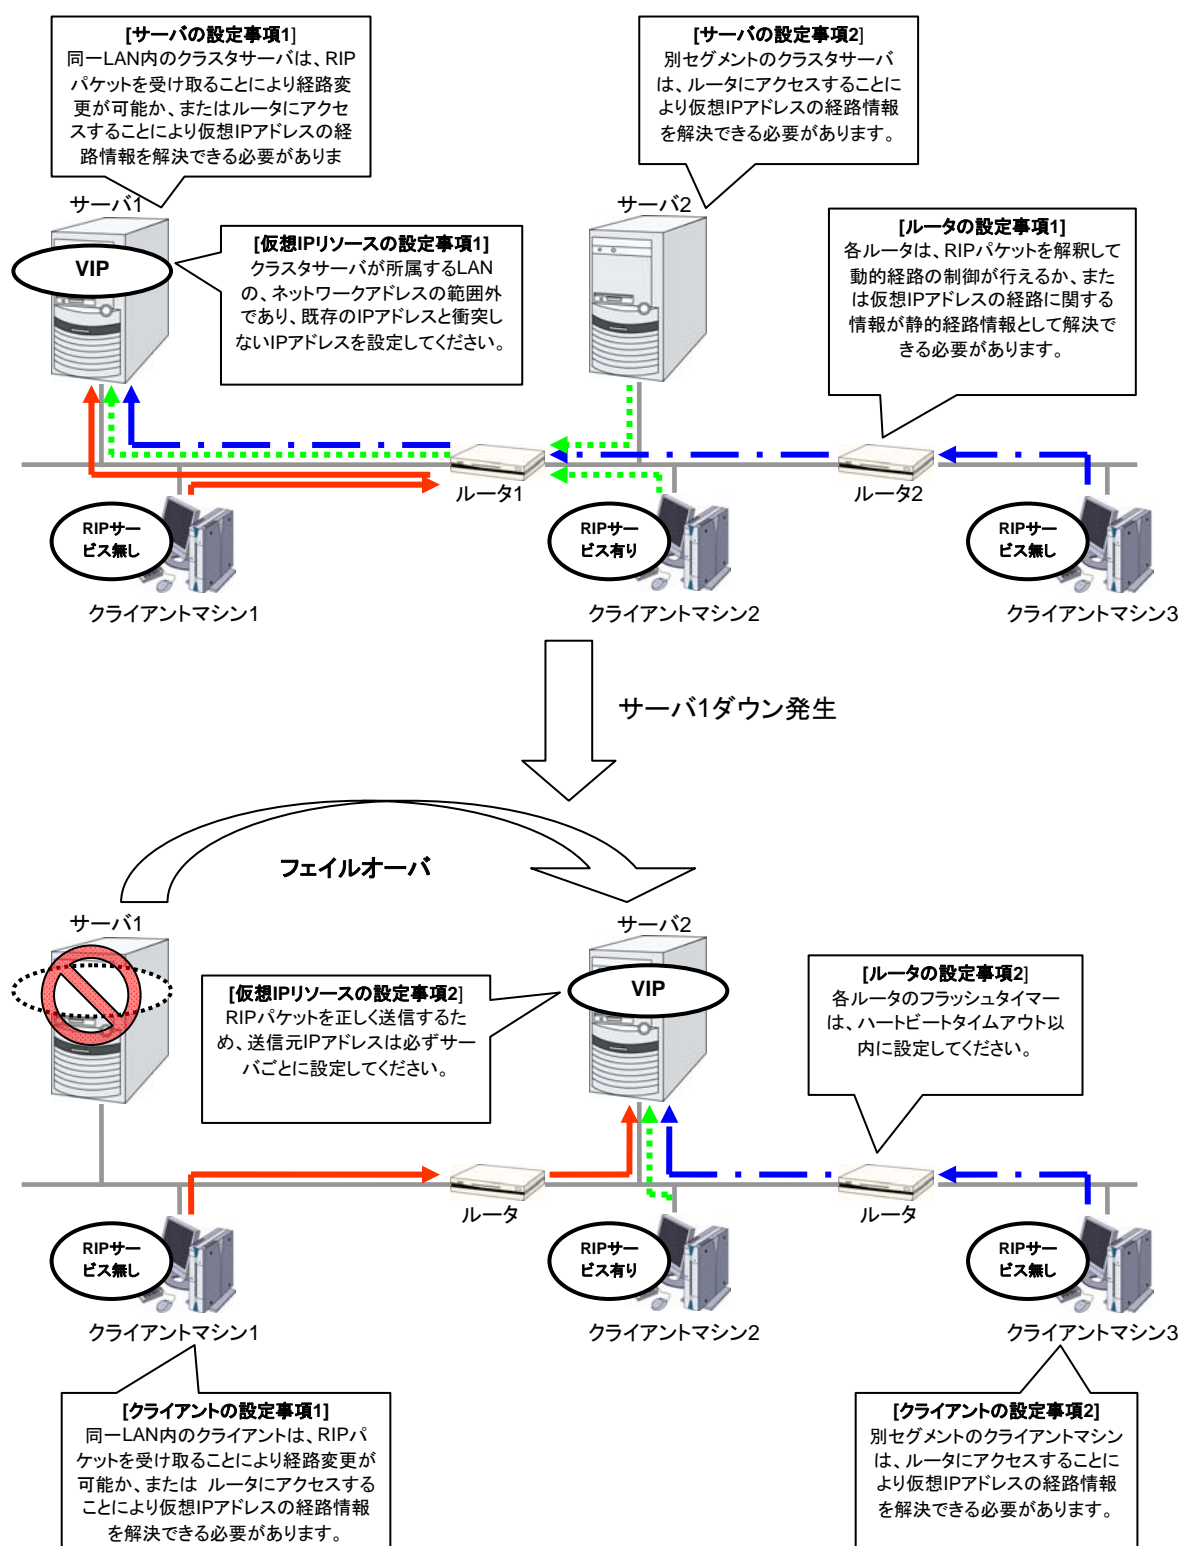 [サーバの設定事項1]
同一LAN内のクラスタサーバは、RIP
パケットを受け取ることにより経路変
更が可能か、またはルータにアクセ
スすることにより仮想IPアドレスの経
路情報を解決できる必要がありま
[サーバの設定事項2]
別セグメントのクラスタサーバ
は、ルータにアクセスすることに
より仮想IPアドレスの経路情報
を解決できる必要があります。
サーバ1
サーバ2
VIP
[仮想IPリソースの設定事項1]
クラスタサーバが所属するLAN
の、ネットワークアドレスの範囲外
であり、既存のIPアドレスと衝突し
ないIPアドレスを設定してください。
[ルータの設定事項1]
各ルータは、RIPパケットを解釈して
動的経路の制御が行えるか、また
は仮想IPアドレスの経路に関する
情報が静的経路情報として解決で
きる必要があります。
ルータ1
ルータ2
RIPサー
ビス無し
RIPサー
ビス有り
RIPサー
ビス無し
クライアントマシン1
クライアントマシン2
クライアントマシン3
サーバ1ダウン発生
フェイルオーバ
サーバ1
サーバ2
[仮想IPリソースの設定事項2]
RIPパケットを正しく送信するた
め、送信元IPアドレスは必ずサー
バごとに設定してください。
VIP
[ルータの設定事項2]
各ルータのフラッシュタイマー
は、ハートビートタイムアウト以
内に設定してください。
ルータ
ルータ
RIPサー
ビス無し
RIPサー
ビス有り
RIPサー
ビス無し
クライアントマシン1
クライアントマシン2
クライアントマシン3
[クライアントの設定事項1]
同一LAN内のクライアントは、RIPパ
ケットを受け取ることにより経路変更が
可能か、または ルータにアクセスする
ことにより仮想IPアドレスの経路情報
を解決できる必要があります。
[クライアントの設定事項2]
別セグメントのクライアントマシン
は、ルータにアクセスすることに
より仮想IPアドレスの経路情報
を解決できる必要があります。